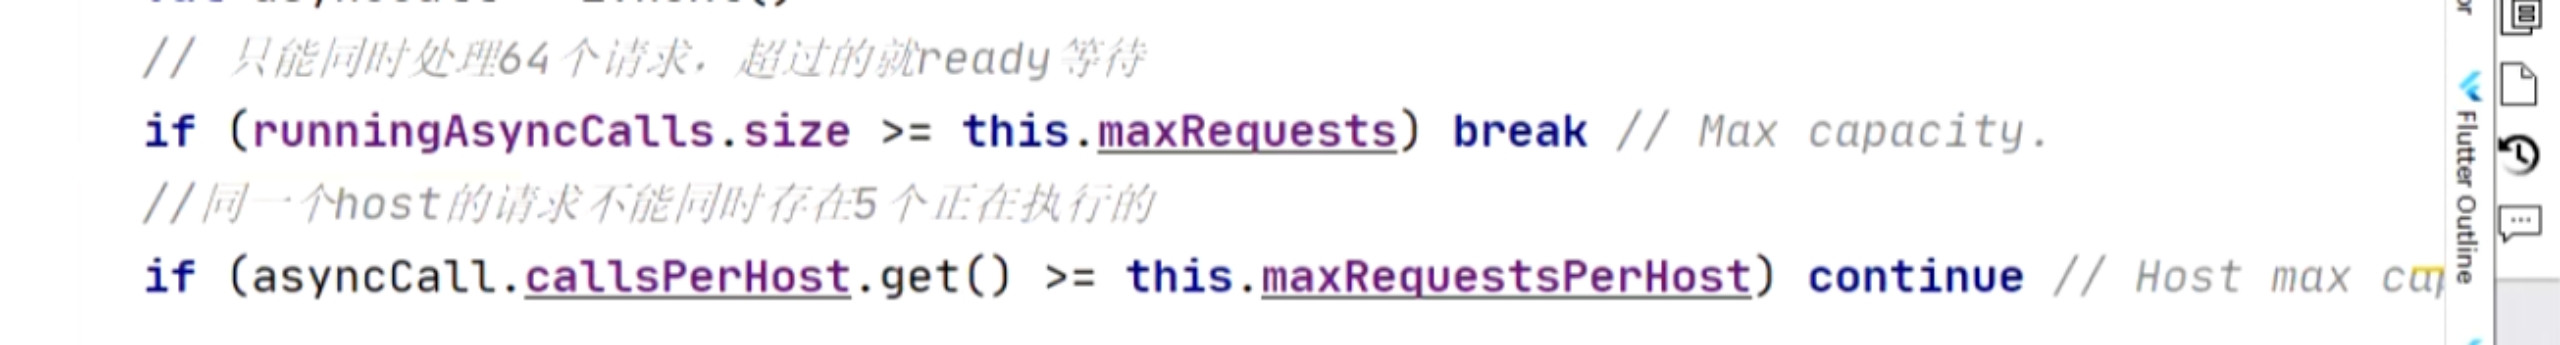 // 只能同时处理64个请求，超过的就ready等待
if (runningAsyncCalls.size >= this.maxRequests) break // Max capacity.
//同一个host的请求不能同时存在5个正在执行的
if (asyncCall.callsPerHost.get() >= this.maxRequestsPerHost) continue // Host max cap
Flutter Outline